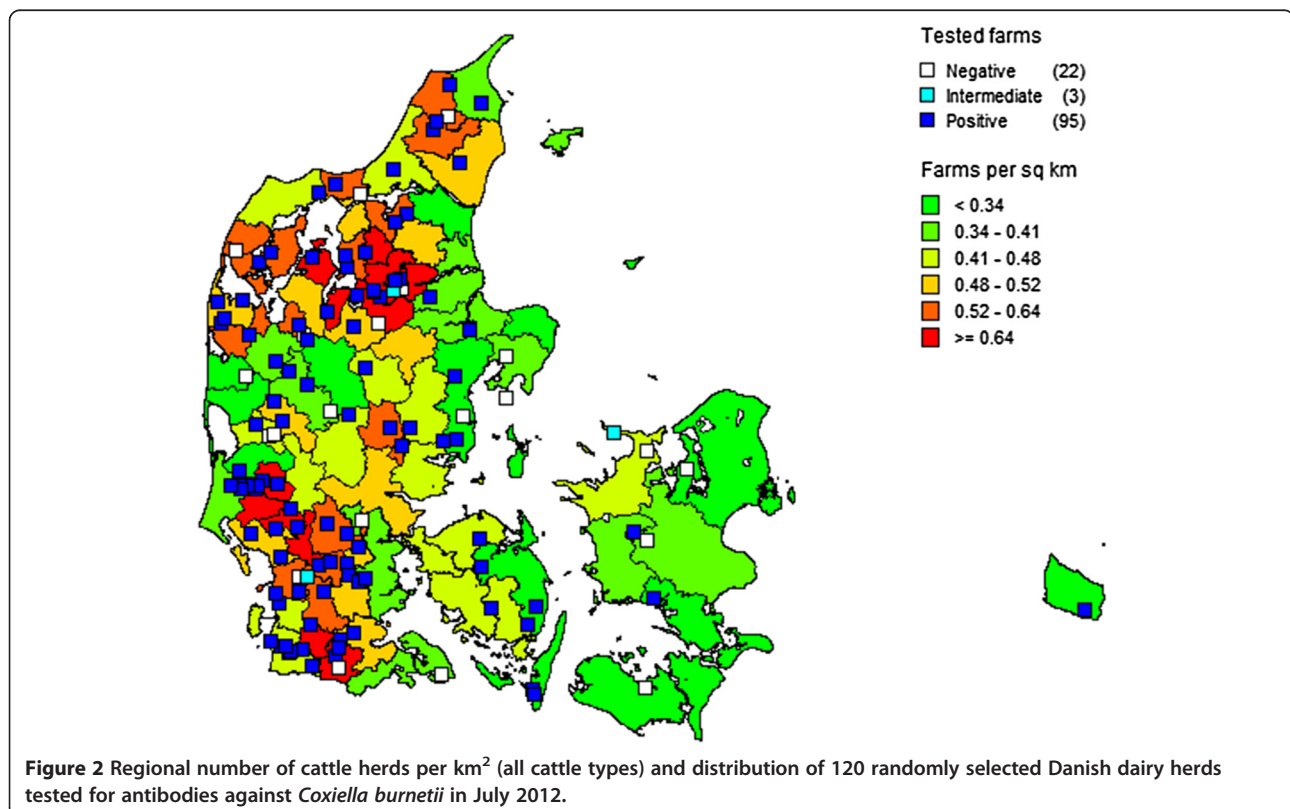 Tested farms
Negative (22)
Intermediate (3)
Positive (95)
Farms per sq km
< 0.34
0.34 - 0.41
0.41 - 0.48
0.48 - 0.52
0.52 - 0.64
>= 0.64
Figure 2 Regional number of cattle herds per km² (all cattle types) and distribution of 120 randomly selected Danish dairy herds
tested for antibodies against Coxiella burnetii in July 2012.